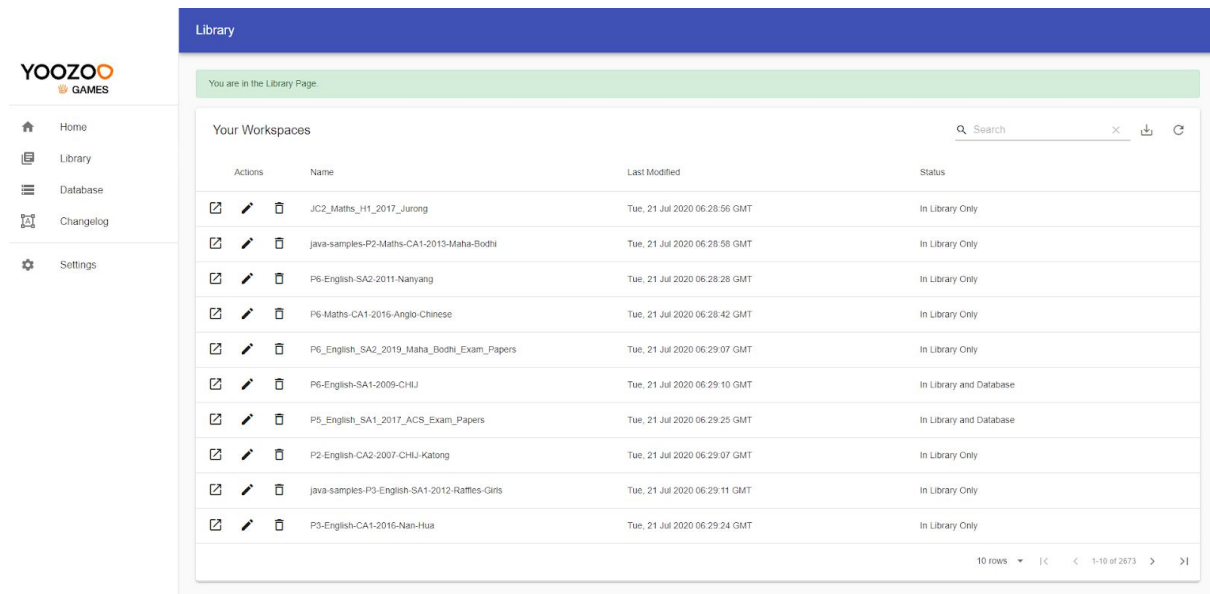 Library
YOOZOO
GAMES
You are in the Library Page.
Home
Library
Database
Changelog
Settings
Your Workspaces
Search
Actions Name Last Modified Status
JC2_Maths_H1_2017_Jurong Tue, 21 Jul 2020 06:28:56 GMT In Library Only
java-samples-P2-Maths-CA1-2013-Maha-Bodhi Tue, 21 Jul 2020 06:28:58 GMT In Library Only
P6-English-SA2-2011-Nanyang Tue, 21 Jul 2020 06:28:28 GMT In Library Only
P6-Maths-CA1-2016-Anglo-Chinese Tue, 21 Jul 2020 06:28:42 GMT In Library Only
P6_English_SA2_2019_Maha_Bodhi_Exam_Papers Tue, 21 Jul 2020 06:29:07 GMT In Library Only
P6-English-SA1-2009-CHIJ Tue, 21 Jul 2020 06:29:10 GMT In Library and Database
P5_English_SA1_2017_ACS_Exam_Papers Tue, 21 Jul 2020 06:29:25 GMT In Library and Database
P2-English-CA2-2007-CHIJ-Katong Tue, 21 Jul 2020 06:29:07 GMT In Library Only
java-samples-P3-English-SA1-2012-Raffles-Girls Tue, 21 Jul 2020 06:29:11 GMT In Library Only
P3-English-CA1-2016-Nan-Hua Tue, 21 Jul 2020 06:29:24 GMT In Library Only
10 rows 1-10 of 2673